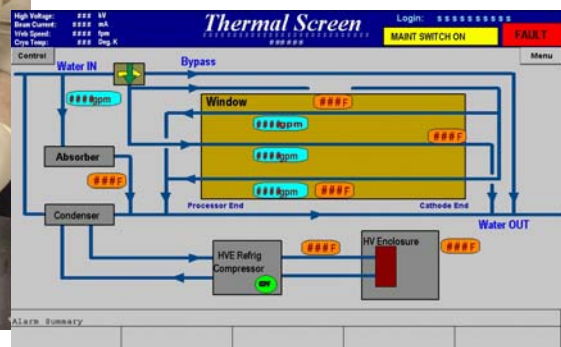 High Voltage: ### kV
Beam Current: ### mA
Web Speed: ### fpm
Cryo Temp: ### Deg. K
Thermal Screen
######
Login: $$$$$$$$$$
MAINT SWITCH ON
FAULT
Control
Menu
Water IN
Bypass
####gpm
Window
###F
####gpm
###F
####gpm
Absorber
###F
####gpm
###F
Processor End
Cathode End
Condenser
Water OUT
HVE Refrig
Compressor
ON
###F
HV Enclosure
###F
Alarm Summary